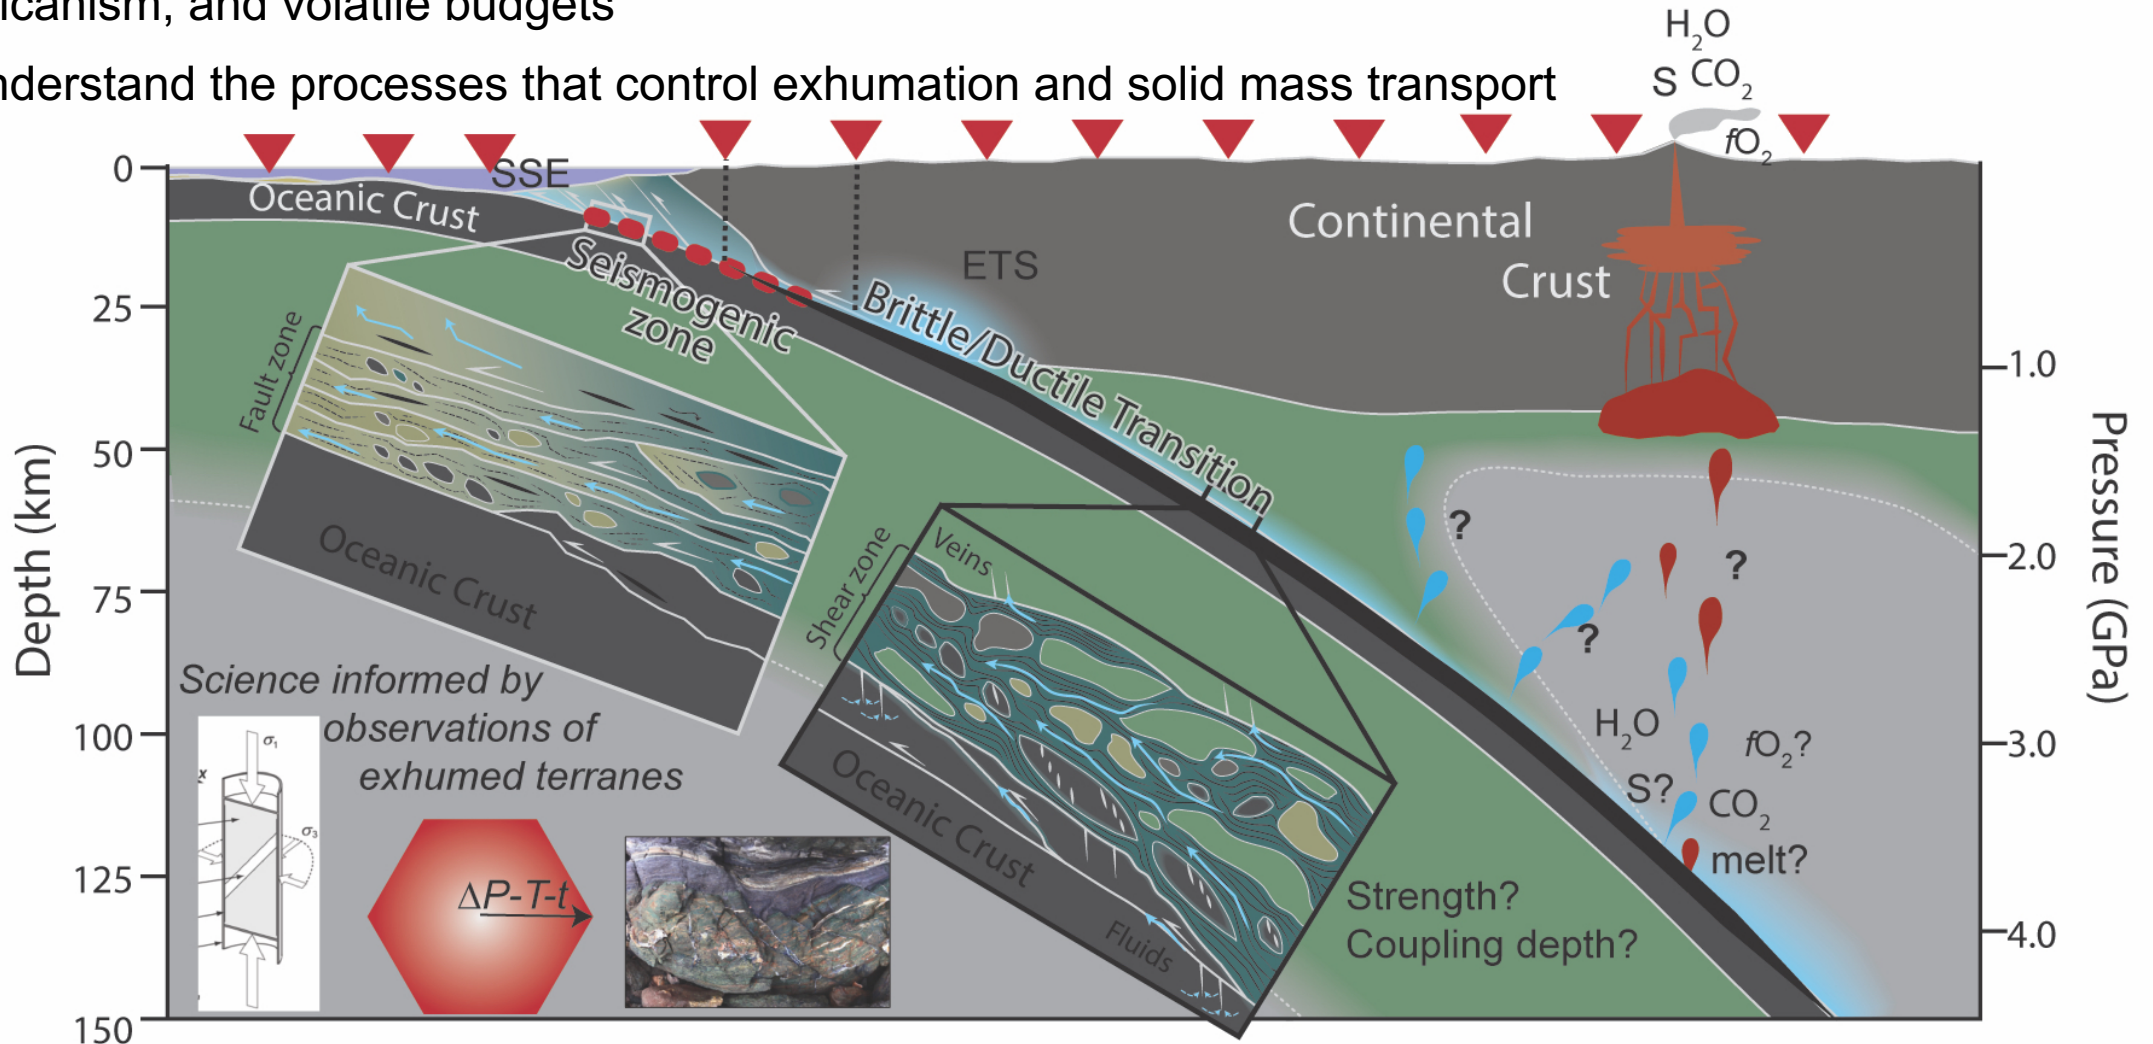 icanism, and volatile budgets
nderstand the processes that control exhumation and solid mass transport
H2O
S CO2
fO2
0
25
50
75
100
125
150
Depth (km)
SSE
Oceanic Crust
Seismogenic
zone
ETS
Brittle/Ductile Transition
Continental
Crust
1.0
2.0
3.0
4.0
Pressure (GPa)
Fault zone
Oceanic Crust
Shear zone
Veins
Oceanic Crust
Fluids
?
?
?
H2O
fO2?
S?
CO2
melt?
Strength?
Coupling depth?
Science informed by
observations of
exhumed terranes
σ1
x
σ3
ΔP-T-t